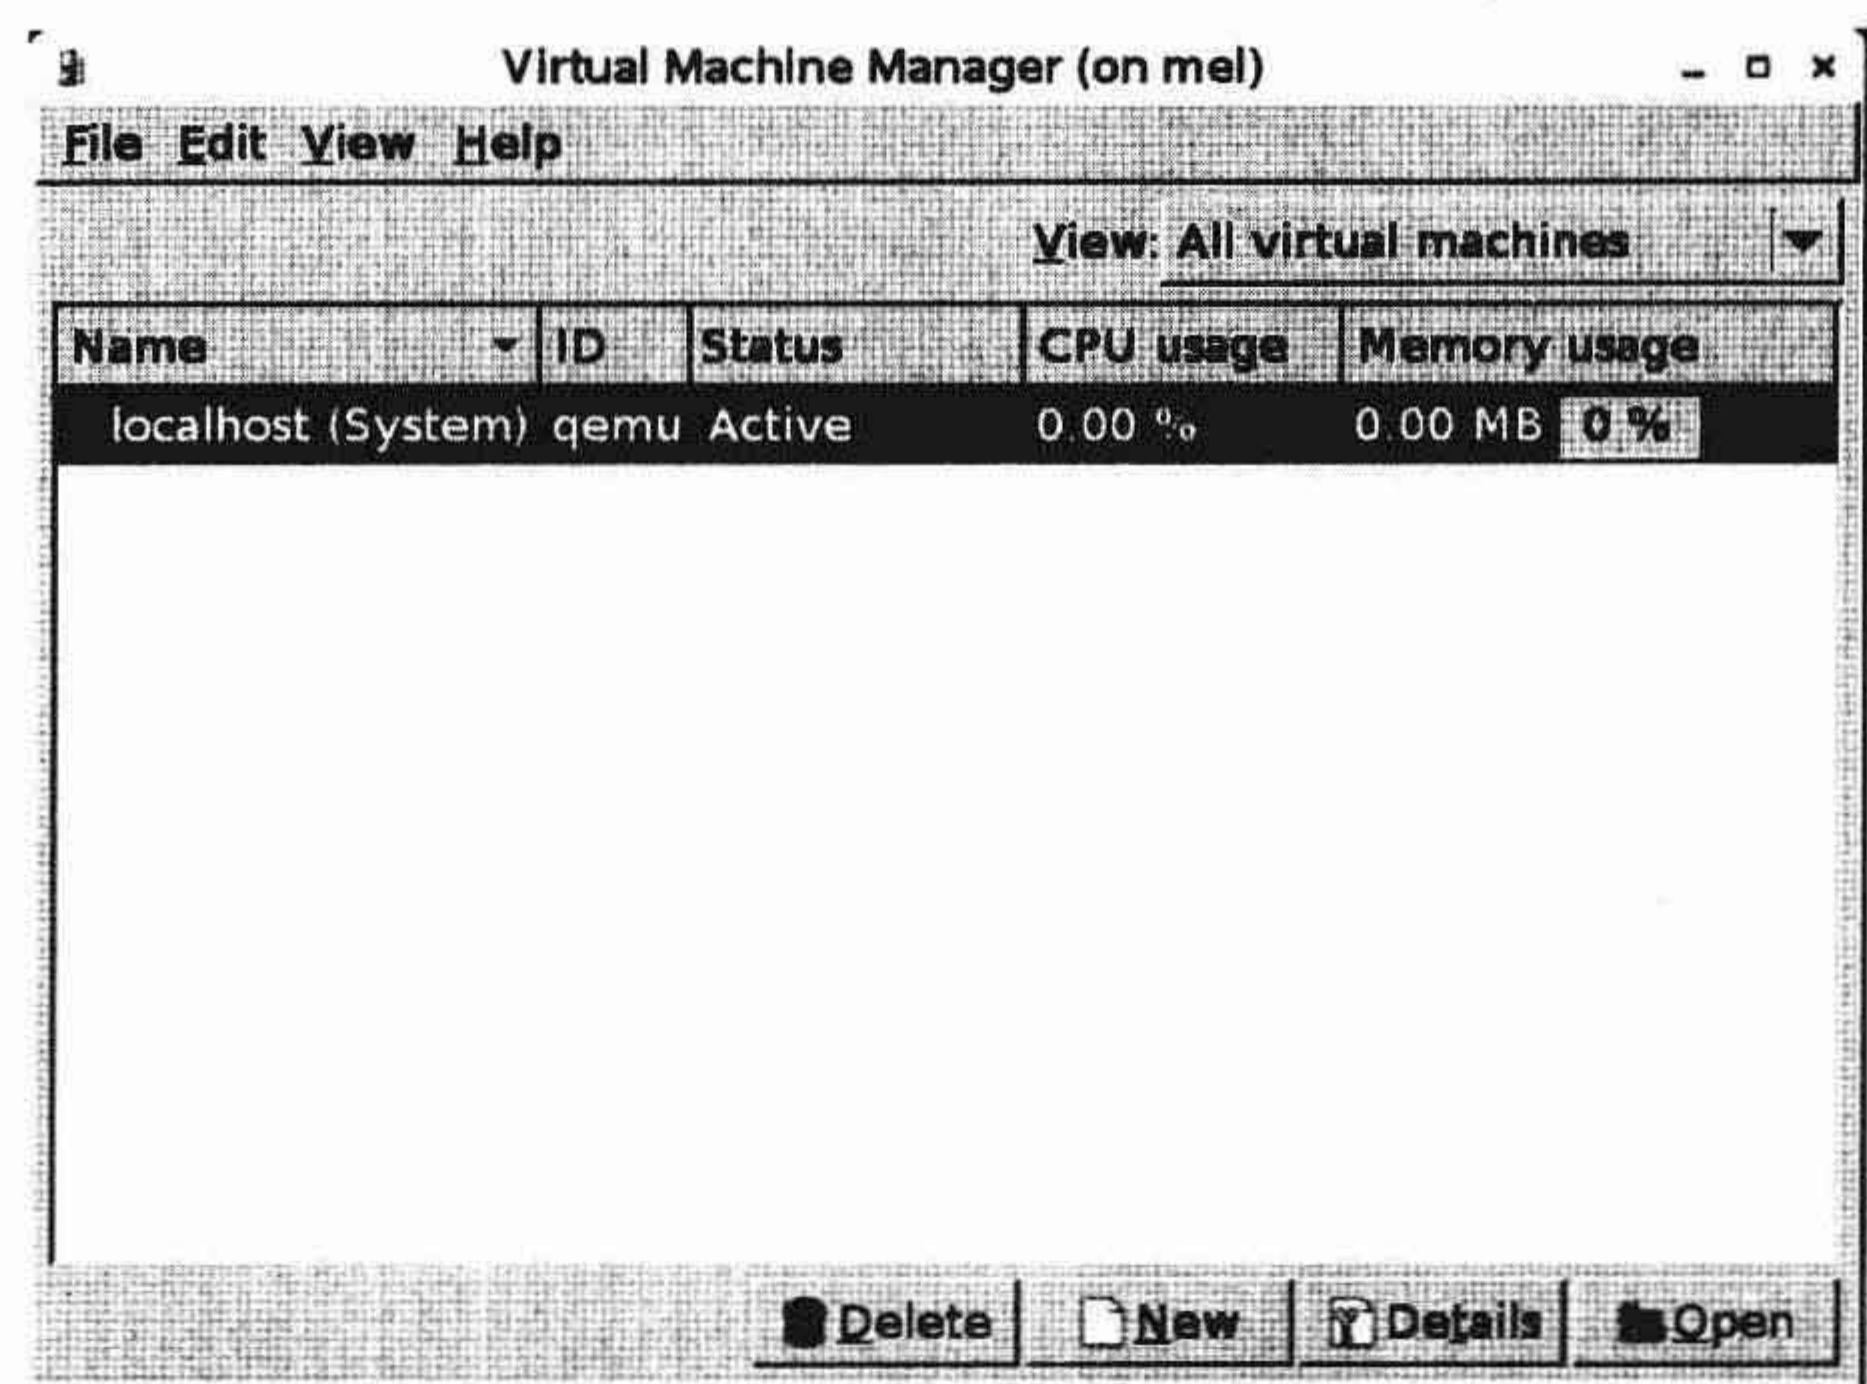 Virtual Machine Manager (on mel)
File Edit View Help
View: All virtual machines
Name ID Status CPU usage Memory usage
localhost (System) qemu Active 0.00 % 0.00 MB 0 %
Delete New Details Open